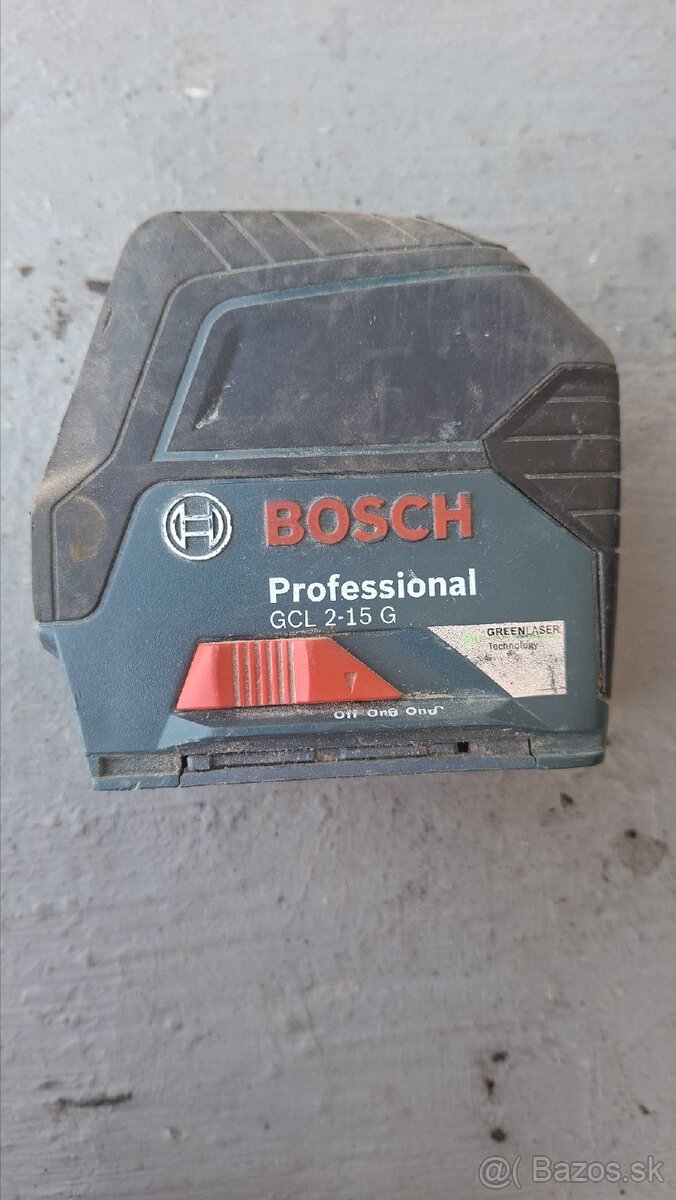 BOSCH
Professional
GCL 2-15 G
GREENLASER
Technology
Off On On
@( Bazos.sk